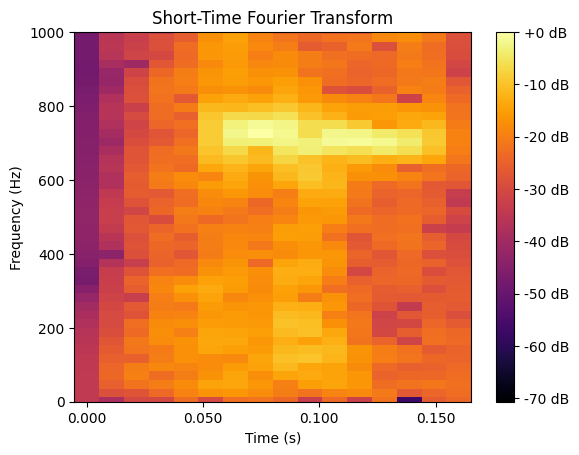 Short-Time Fourier Transform
1000
800
600
400
200
0
Frequency (Hz)
0.000
0.050
0.100
0.150
Time (s)
+0 dB
-10 dB
-20 dB
-30 dB
-40 dB
-50 dB
-60 dB
-70 dB